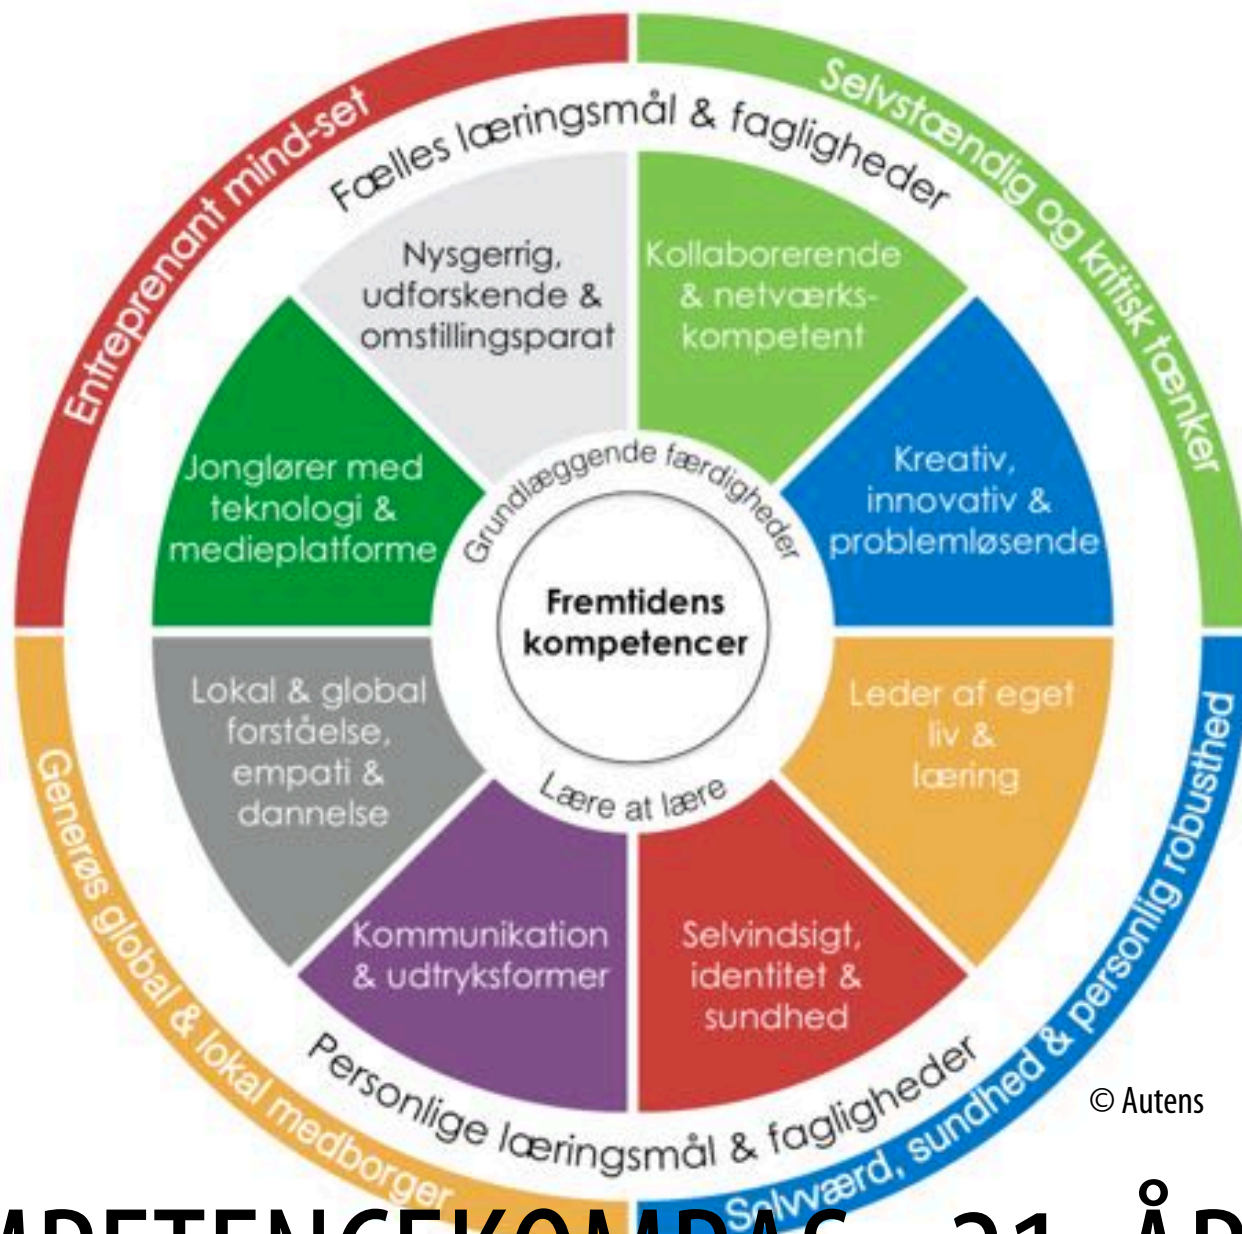 Entreprenant mind-set
Selvstændig og kritisk tænker
Fælles læringsmål & fagligheder
Nysgerrig,
udforskende &
omstillingsparat
Kollaborerende
& netværks-
kompetent
Jonglører med
teknologi &
medieplatforme
Kreativ,
innovativ &
problemløsende
Grundlæggende færdigheder
Fremtidens
kompetencer
Lære at lære
Lokal & global
forståelse,
empati &
dannelse
Leder af eget
liv &
læring
Kommunikation
& udtryksformer
Selvindsigt,
identitet &
sundhed
Personlige læringsmål & fagligheder
Generøs global & lokal medborger
Selvværd, sundhed & personlig robusthed
© Autens